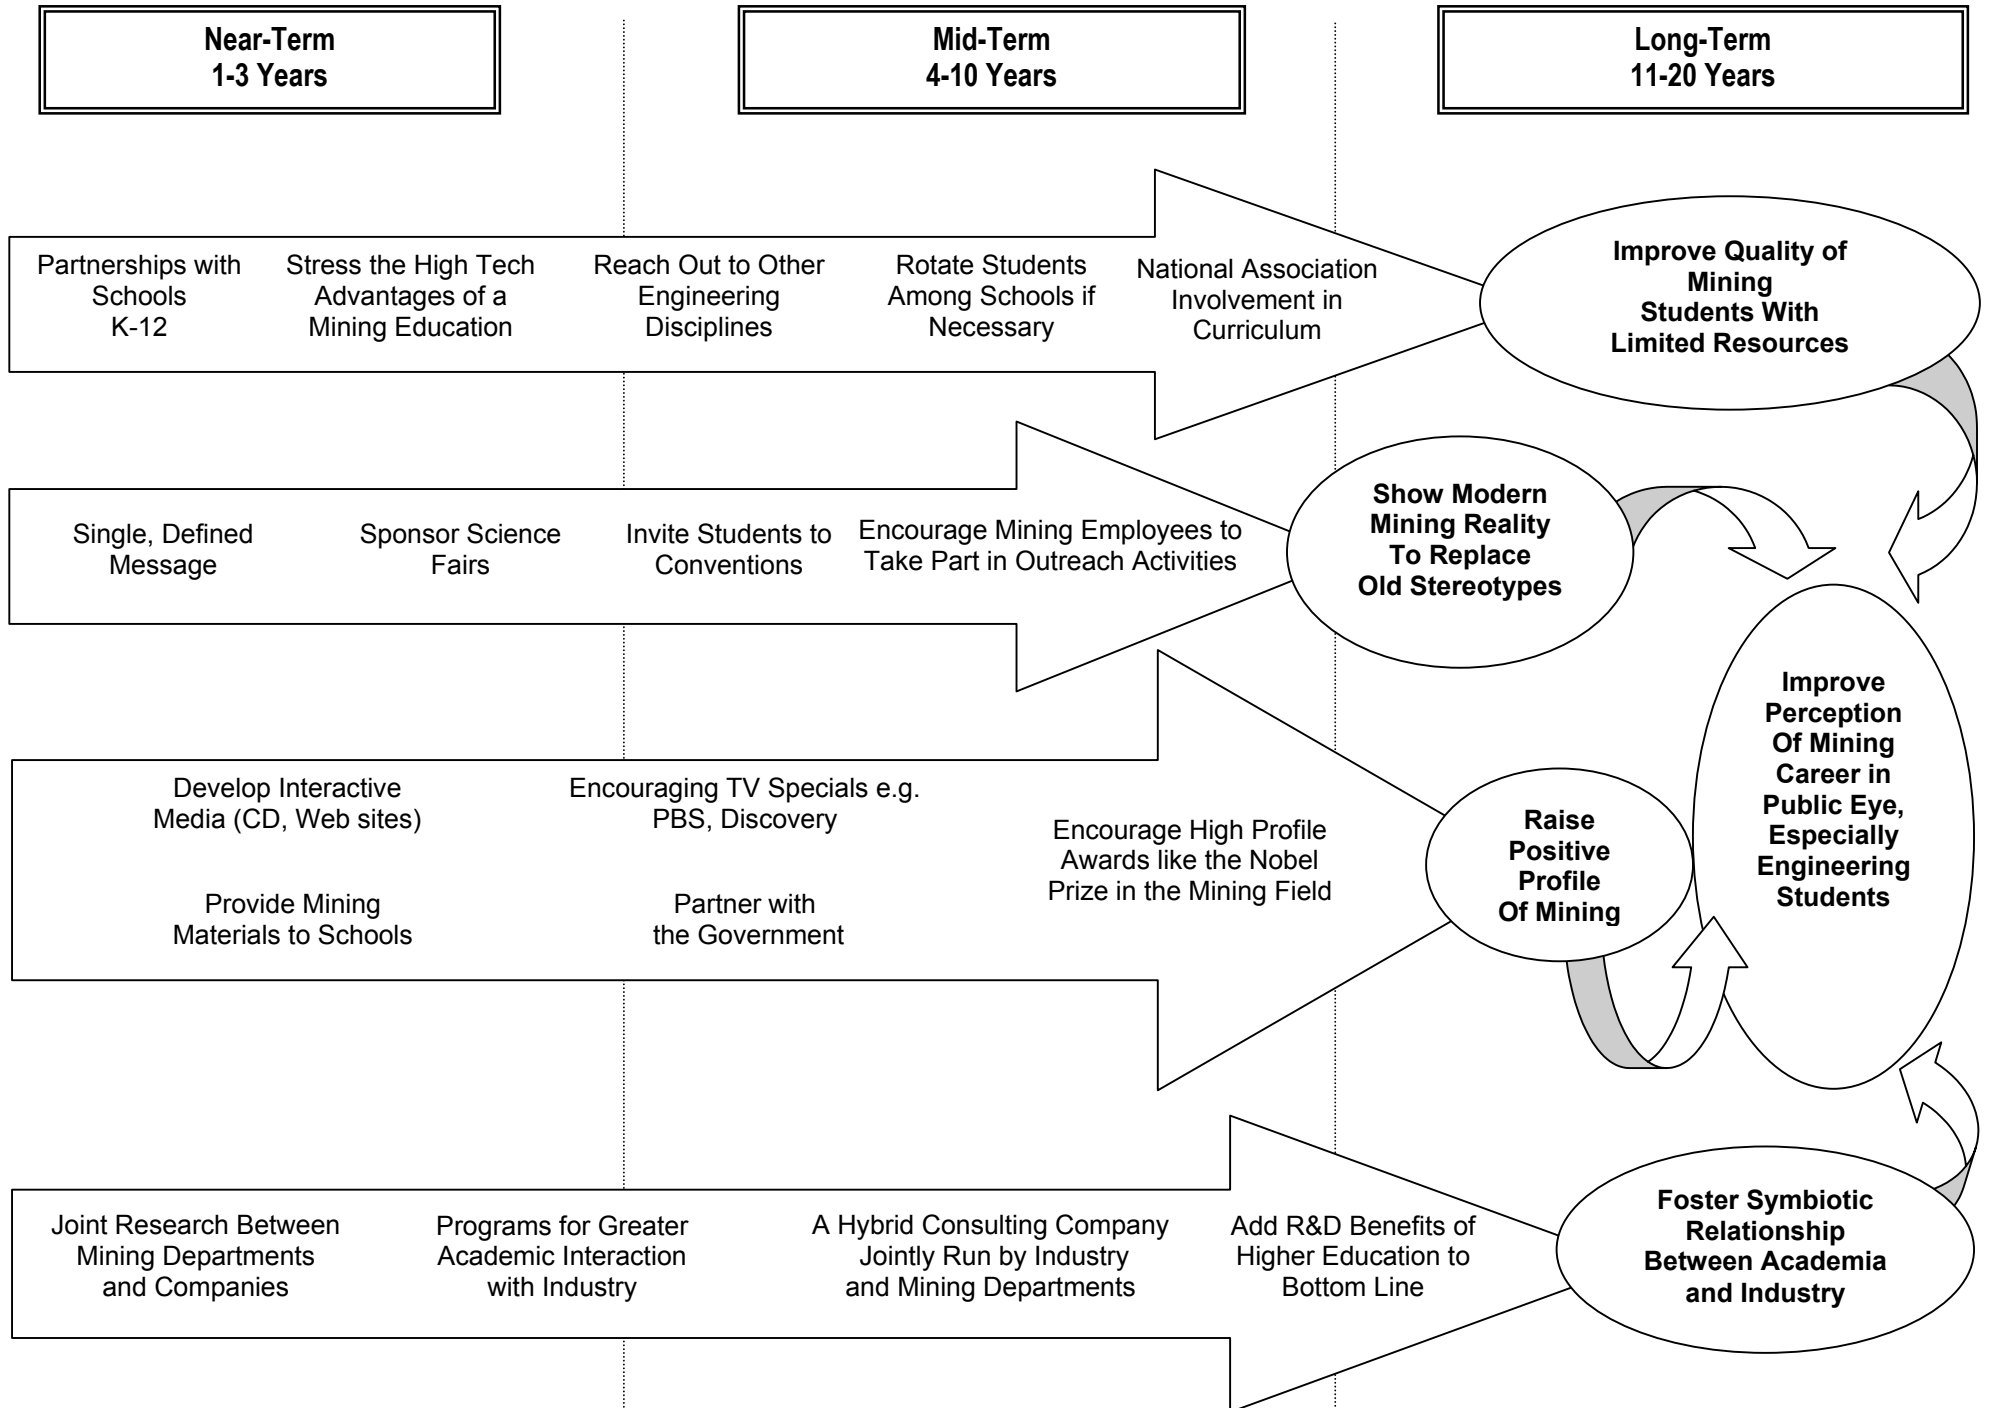 Near-Term
1-3 Years
Mid-Term
4-10 Years
Long-Term
11-20 Years
Partnerships with
Schools
K-12
Stress the High Tech
Advantages of a
Mining Education
Reach Out to Other
Engineering
Disciplines
Rotate Students
Among Schools if
Necessary
National Association
Involvement in
Curriculum
Improve Quality of
Mining
Students With
Limited Resources
Single, Defined
Message
Sponsor Science
Fairs
Invite Students to
Conventions
Encourage Mining Employees to
Take Part in Outreach Activities
Show Modern
Mining Reality
To Replace
Old Stereotypes
Develop Interactive
Media (CD, Web sites)
Provide Mining
Materials to Schools
Encouraging TV Specials e.g.
PBS, Discovery
Partner with
the Government
Encourage High Profile
Awards like the Nobel
Prize in the Mining Field
Raise
Positive
Profile
Of Mining
Improve
Perception
Of Mining
Career in
Public Eye,
Especially
Engineering
Students
Joint Research Between
Mining Departments
and Companies
Programs for Greater
Academic Interaction
with Industry
A Hybrid Consulting Company
Jointly Run by Industry
and Mining Departments
Add R&D Benefits of
Higher Education to
Bottom Line
Foster Symbiotic
Relationship
Between Academia
and Industry